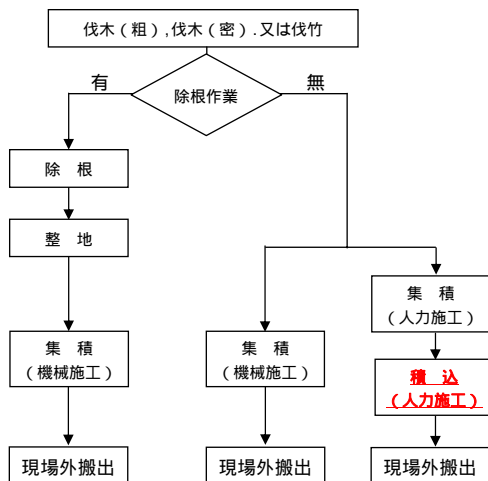 伐木（粗）,伐木（密）.又は伐竹
有
無
除根作業
除　根
整　地
集　積
（機械施工）
集　積
（機械施工）
集　積
（人力施工）
積　込
（人力施工）
現場外搬出
現場外搬出
現場外搬出